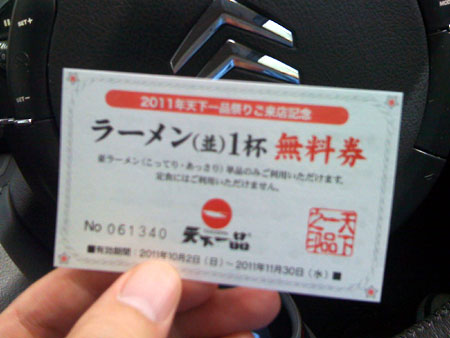 SET+
2011年天下一品祭りご来店記念
ラーメン(並)1杯 無料券
※ラーメン(こってり・あっさり)単品のみご利用いただけます。
定食にはご利用いただけません。
No 061340
天下一品
天下一品之印
■有効期間：2011年10月2日(日)～2011年11月30日(水)■